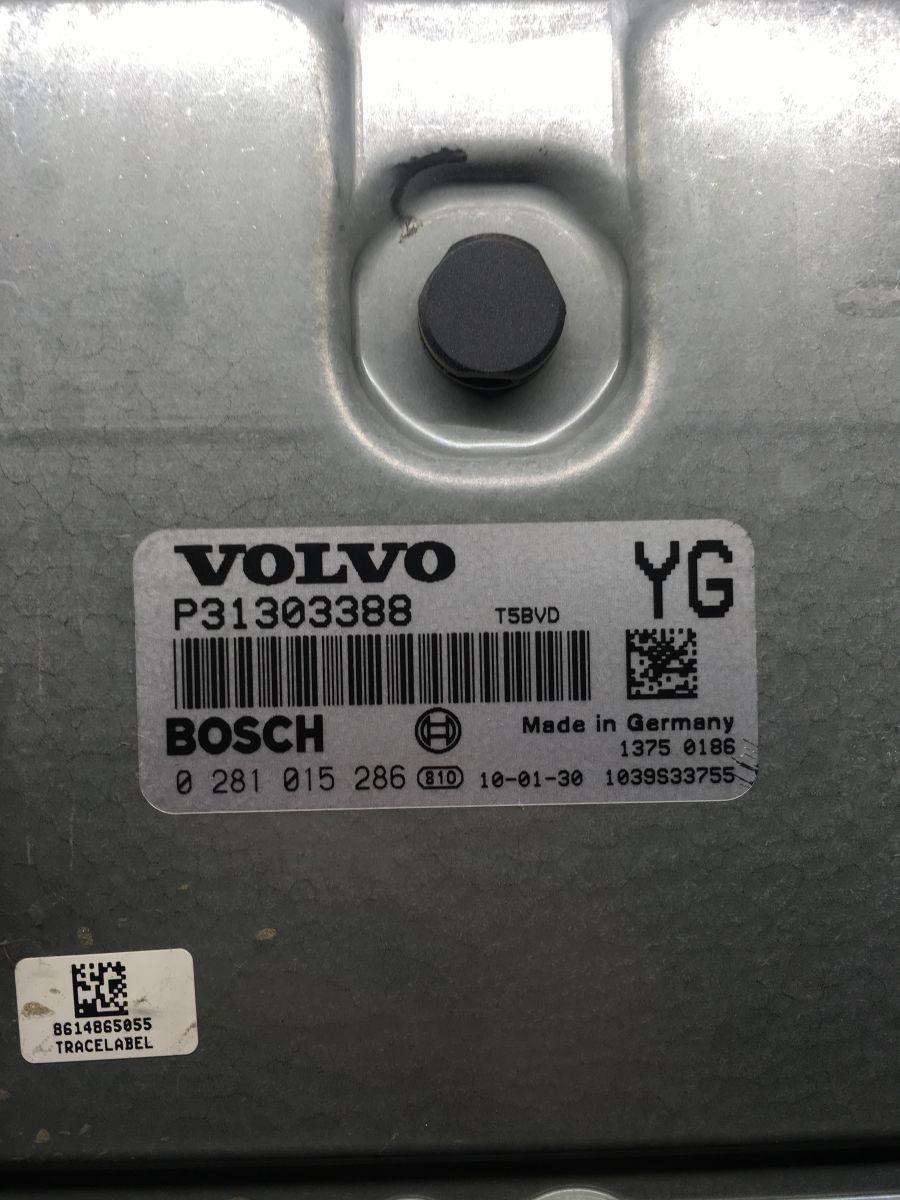 VOLVO
YG
P31303388 T5BVD
BOSCH Made in Germany
1375 0186
0 281 015 286 810 10-01-30 1039S33755
8614865055
TRACELABEL